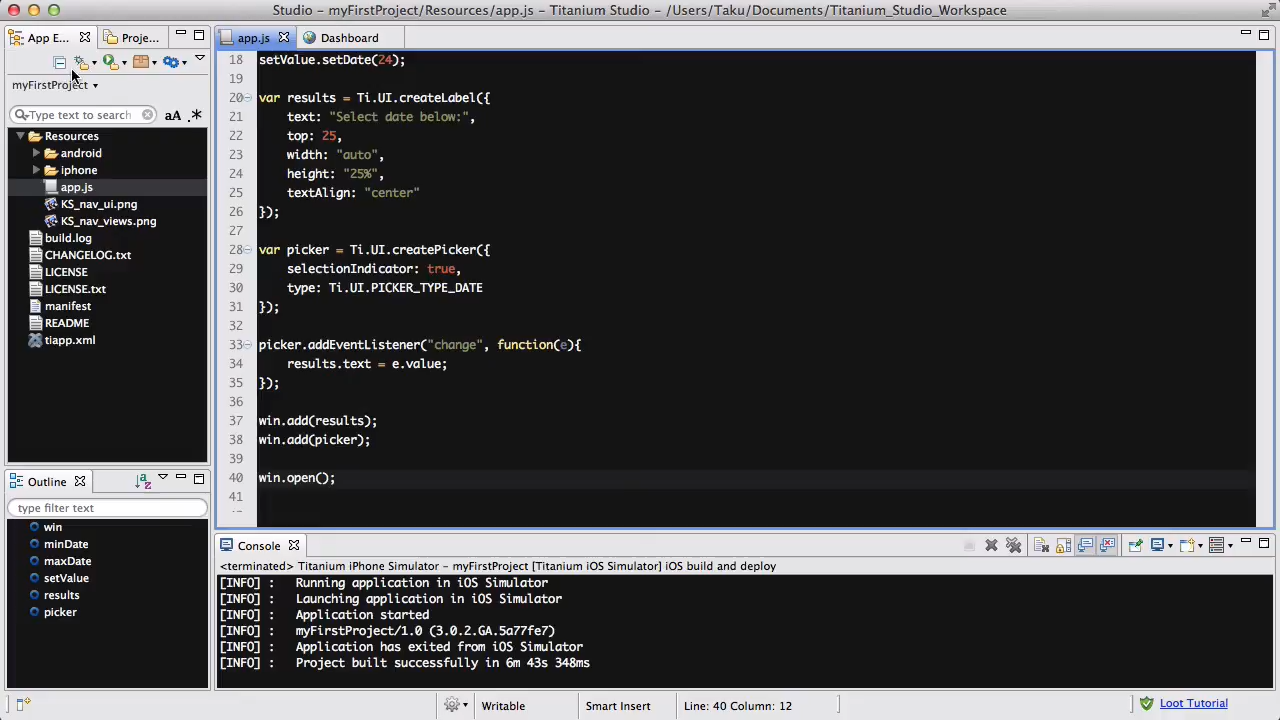 Studio - myFirstProject/Resources/app.js - Titanium Studio - /Users/Taku/Documents/Titanium_Studio_Workspace
App E...
Proje...
myFirstProject
Type text to search
aA .*
Resources
android
iphone
app.js
KS_nav_ui.png
KS_nav_views.png
build.log
CHANGELOG.txt
LICENSE
LICENSE.txt
manifest
README
tiapp.xml
Outline
type filter text
win
minDate
maxDate
setValue
results
picker
app.js
Dashboard
18 setValue.setDate(24);
19
20 var results = Ti.UI.createLabel({
21 text: "Select date below:",
22 top: 25,
23 width: "auto",
24 height: "25%",
25 textAlign: "center"
26 });
27
28 var picker = Ti.UI.createPicker({
29 selectionIndicator: true,
30 type: Ti.UI.PICKER_TYPE_DATE
31 });
32
33 picker.addEventListener("change", function(e){
34 results.text = e.value;
35 });
36
37 win.add(results);
38 win.add(picker);
39
40 win.open();
41
Console
<terminated> Titanium iPhone Simulator - myFirstProject [Titanium iOS Simulator] iOS build and deploy
[INFO] : Running application in iOS Simulator
[INFO] : Launching application in iOS Simulator
[INFO] : Application started
[INFO] : myFirstProject/1.0 (3.0.2.GA.5a77fe7)
[INFO] : Application has exited from iOS Simulator
[INFO] : Project built successfully in 6m 43s 348ms
Writable
Smart Insert
Line: 40 Column: 12
Loot Tutorial